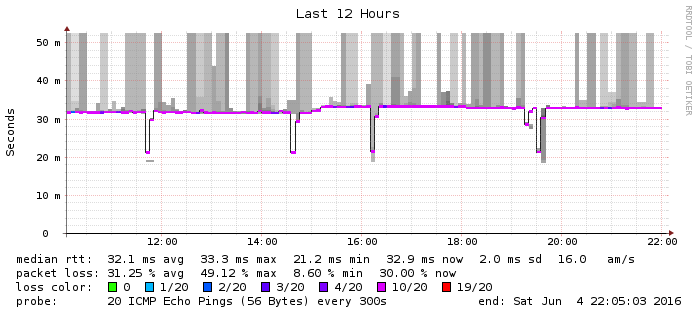 Last 12 Hours
RRDTOOL / TOBI OETIKER
Seconds
50 m
40 m
30 m
20 m
10 m
0
12:00 14:00 16:00 18:00 20:00 22:00
median rtt: 32.1 ms avg 33.3 ms max 21.2 ms min 32.9 ms now 2.0 ms sd 16.0 am/s
packet loss: 31.25 % avg 49.12 % max 8.60 % min 30.00 % now
loss color: 0 1/20 2/20 3/20 4/20 10/20 19/20
probe: 20 ICMP Echo Pings (56 Bytes) every 300s end: Sat Jun 4 22:05:03 2016